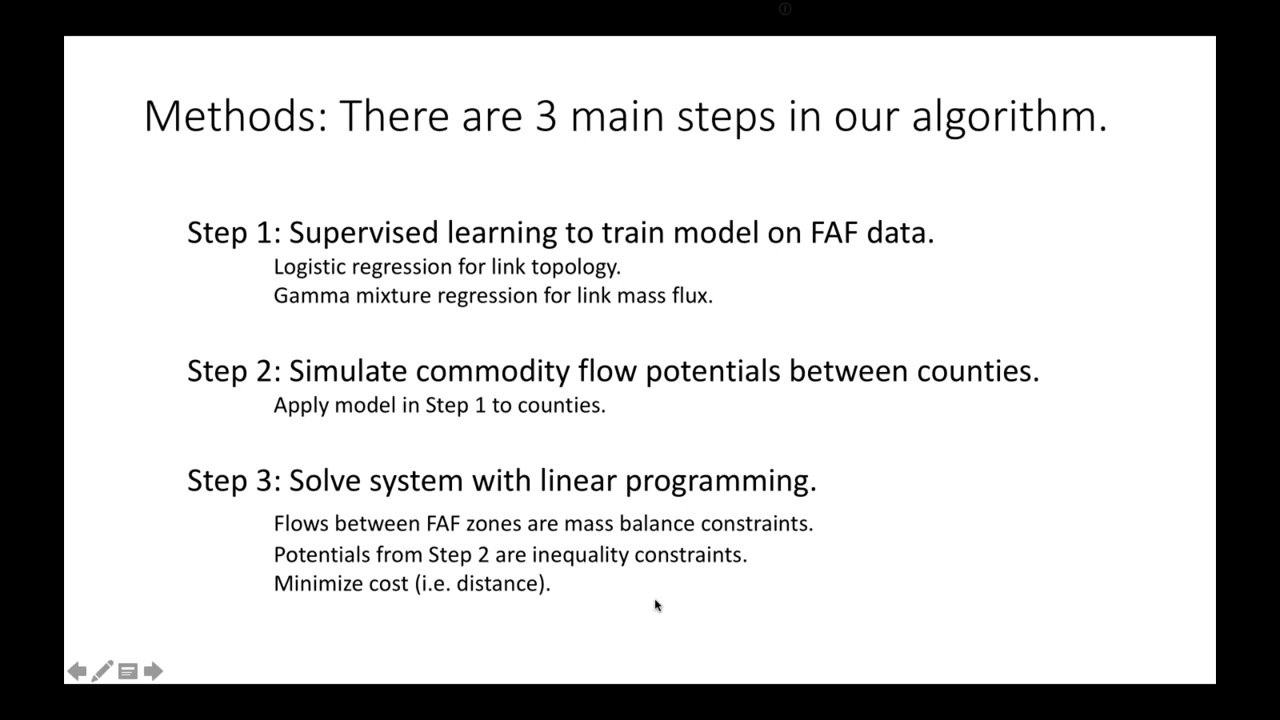 Methods: There are 3 main steps in our algorithm.
Step 1: Supervised learning to train model on FAF data.
Logistic regression for link topology.
Gamma mixture regression for link mass flux.
Step 2: Simulate commodity flow potentials between counties.
Apply model in Step 1 to counties.
Step 3: Solve system with linear programming.
Flows between FAF zones are mass balance constraints.
Potentials from Step 2 are inequality constraints.
Minimize cost (i.e. distance).